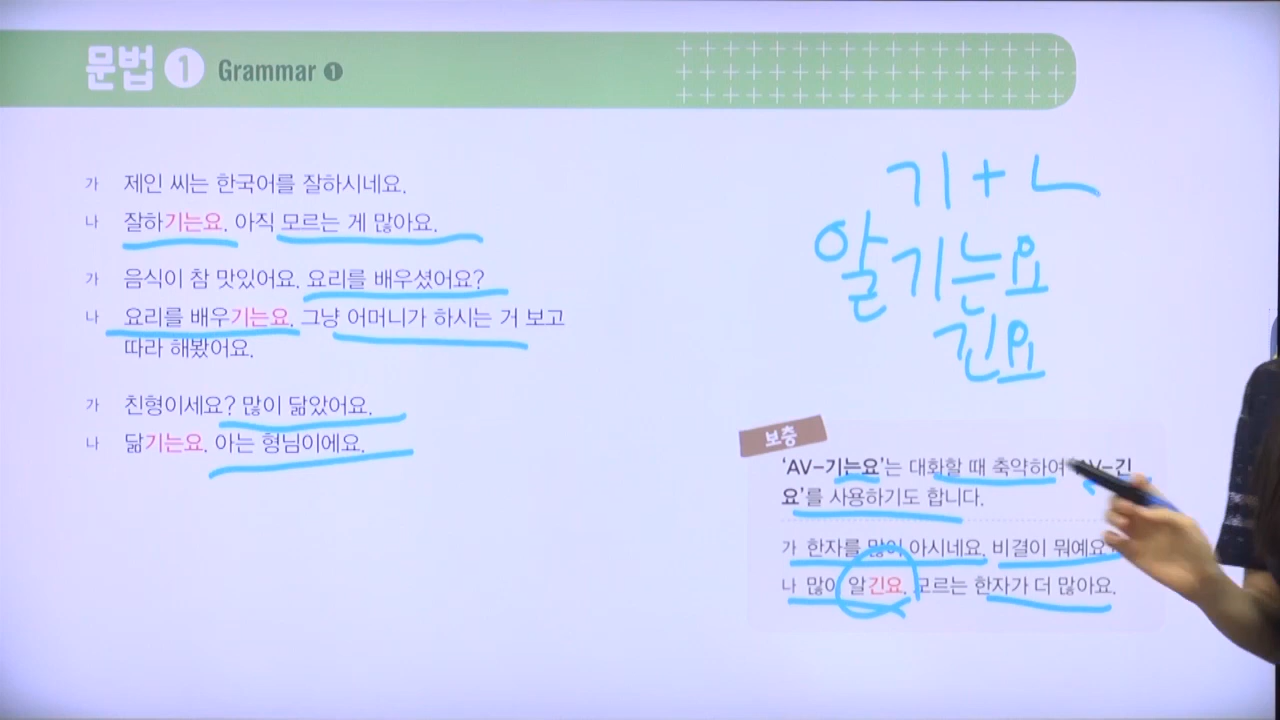 문법 1 Grammar 1
가 제인 씨는 한국어를 잘하시네요.
나 잘하기는요. 아직 모르는 게 많아요.
가 음식이 참 맛있어요. 요리를 배우셨어요?
나 요리를 배우기는요. 그냥 어머니가 하시는 거 보고
따라 해봤어요.
가 친형이세요? 많이 닮았어요.
나 닮기는요. 아는 형님이에요.
기+ㄴ
알기는요
긴요
보충
'AV-기는요'는 대화할 때 축약하여 V-긴
요'를 사용하기도 합니다.
가 한자를 많이 아시네요. 비결이 뭐예요
나 많이 알긴요. 모르는 한자가 더 많아요.